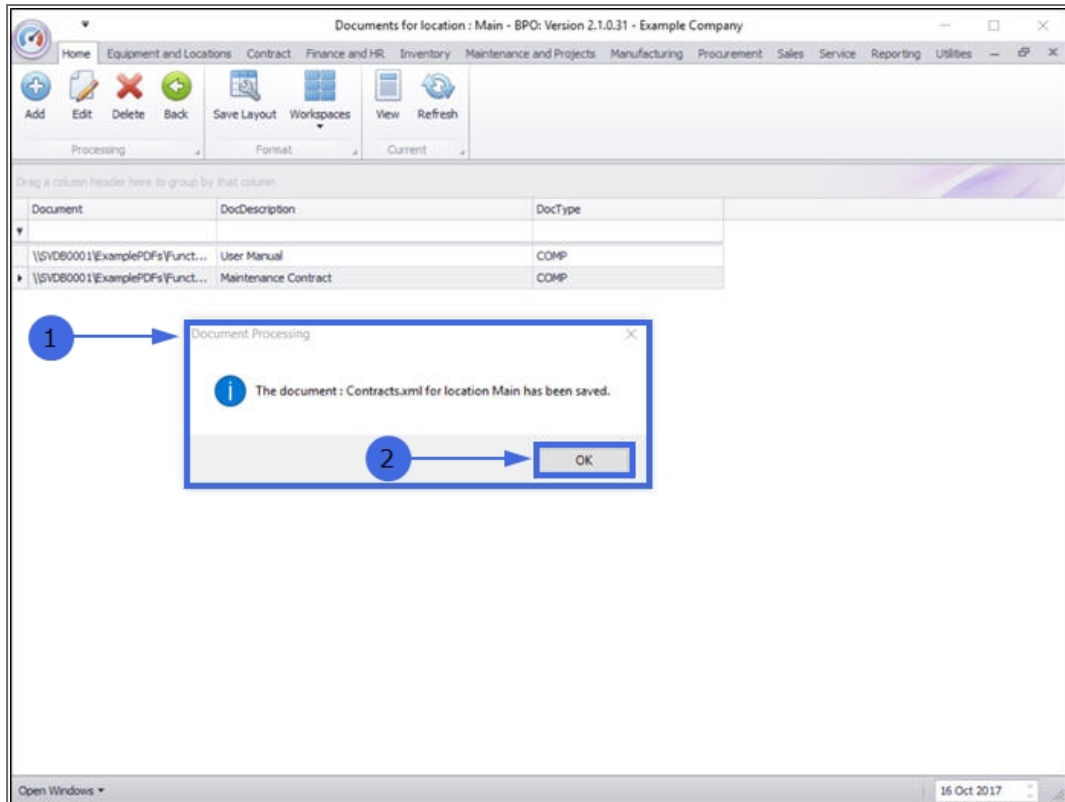 Documents for location : Main - BPO: Version 2.1.0.31 - Example Company
Home Equipment and Locations Contract Finance and HR Inventory Maintenance and Projects Manufacturing Procurement Sales Service Reporting Utilities
Add Edit Delete Back Save Layout Workspaces View Refresh
Processing Format Current
Drag a column header here to group by that column
Document DocDescription DocType
\\SVDB0001\ExamplePDFs\Funct... User Manual COMP
\\SVDB0001\ExamplePDFs\Funct... Maintenance Contract COMP
1 Document Processing
The document : Contracts.xml for location Main has been saved.
2 OK
Open Windows 16 Oct 2017